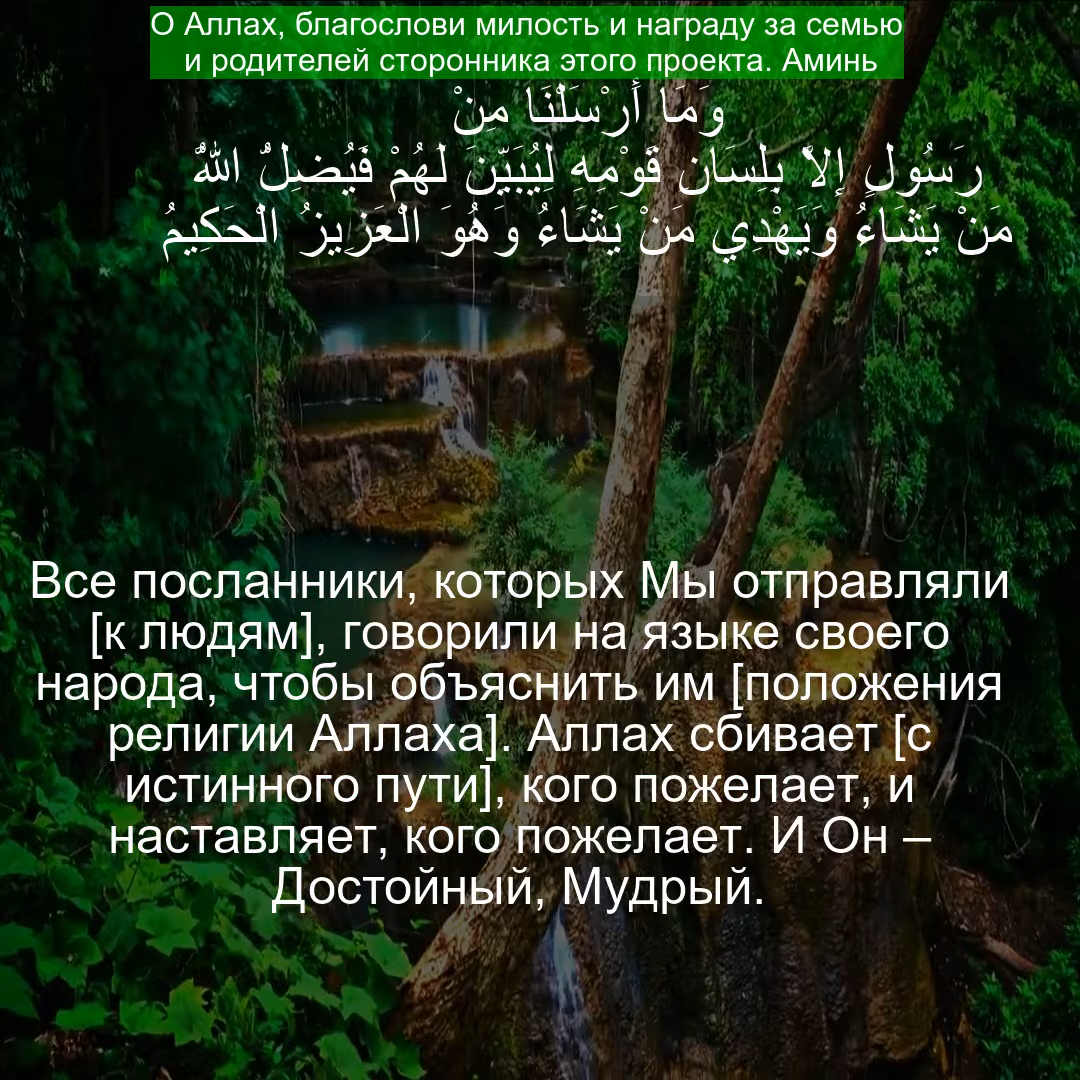 О Аллах, благослови милость и награду за семью
и родителей сторонника этого проекта. Аминь
وَمَا أَرْسَلْنَا مِنْ
رَسُولٍ إِلاَّ بِلِسَانِ قَوْمِهِ لِيُبَيِّنَ لَهُمْ فَيُضِلُّ اللهُ
مَنْ يَشَاءُ وَيَهْدِي مَنْ يَشَاءُ وَهُوَ الْعَزِيزُ الْحَكِيمُ
Все посланники, которых Мы отправляли
[к людям], говорили на языке своего
народа, чтобы объяснить им [положения
религии Аллаха]. Аллах сбивает [с
истинного пути], кого пожелает, и
наставляет, кого пожелает. И Он –
Достойный, Мудрый.